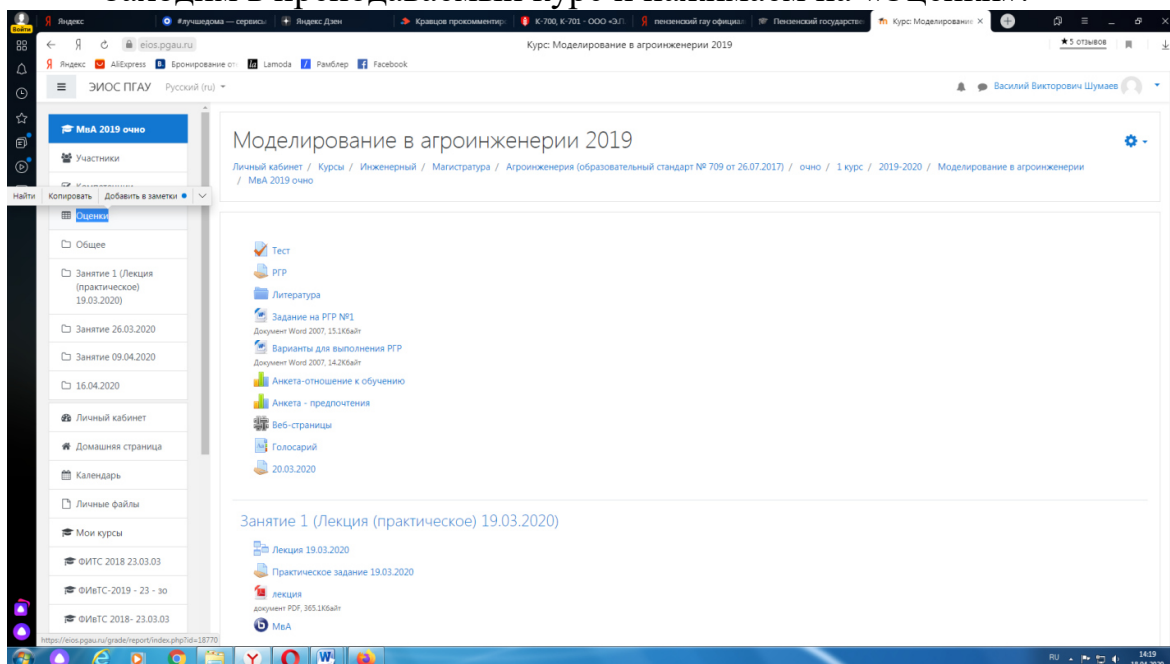 Заходим в преподаваемый курс и нажимаем на «Оценки».
Войти
Яндекс
#лучшедома — сервисы
Яндекс Дзен
Кравцов прокомментир
К-700, К-701 - ООО «ЭЛ
пензенский гау официал
Пензенский государстве
Курс: Моделирование
eios.pgau.ru
Курс: Моделирование в агроинженерии 2019
★ 5 отзывов
Яндекс
AliExpress
Бронирование от
Lamoda
Рамблер
Facebook
ЭИОС ПГАУ
Русский (ru)
Василий Викторович Шумаев
МвА 2019 очно
Участники
Найти
Копировать
Добавить в заметки
Оценки
Общее
Занятие 1 (Лекция
(практическое)
19.03.2020)
Занятие 26.03.2020
Занятие 09.04.2020
16.04.2020
Личный кабинет
Домашняя страница
Календарь
Личные файлы
Мои курсы
ФИТС 2018 23.03.03
ФИвТС-2019 - 23 - зо
ФИвТС 2018- 23.03.03
https://eios.pgau.ru/grade/report/index.php?id=18770
Моделирование в агроинженерии 2019
Личный кабинет / Курсы / Инженерный / Магистратура / Агроинженерия (образовательный стандарт № 709 от 26.07.2017) / очно / 1 курс / 2019-2020 / Моделирование в агроинженерии
/ МвА 2019 очно
Тест
РГР
Литература
Задание на РГР №1
Документ Word 2007, 15.1Кбайт
Варианты для выполнения РГР
Документ Word 2007, 14.2Кбайт
Анкета-отношение к обучению
Анкета - предпочтения
Веб-страницы
Голосарий
20.03.2020
Занятие 1 (Лекция (практическое) 19.03.2020)
Лекция 19.03.2020
Практическое задание 19.03.2020
лекция
документ PDF, 365.1Кбайт
МвА
RU
14:19
18.04.2020